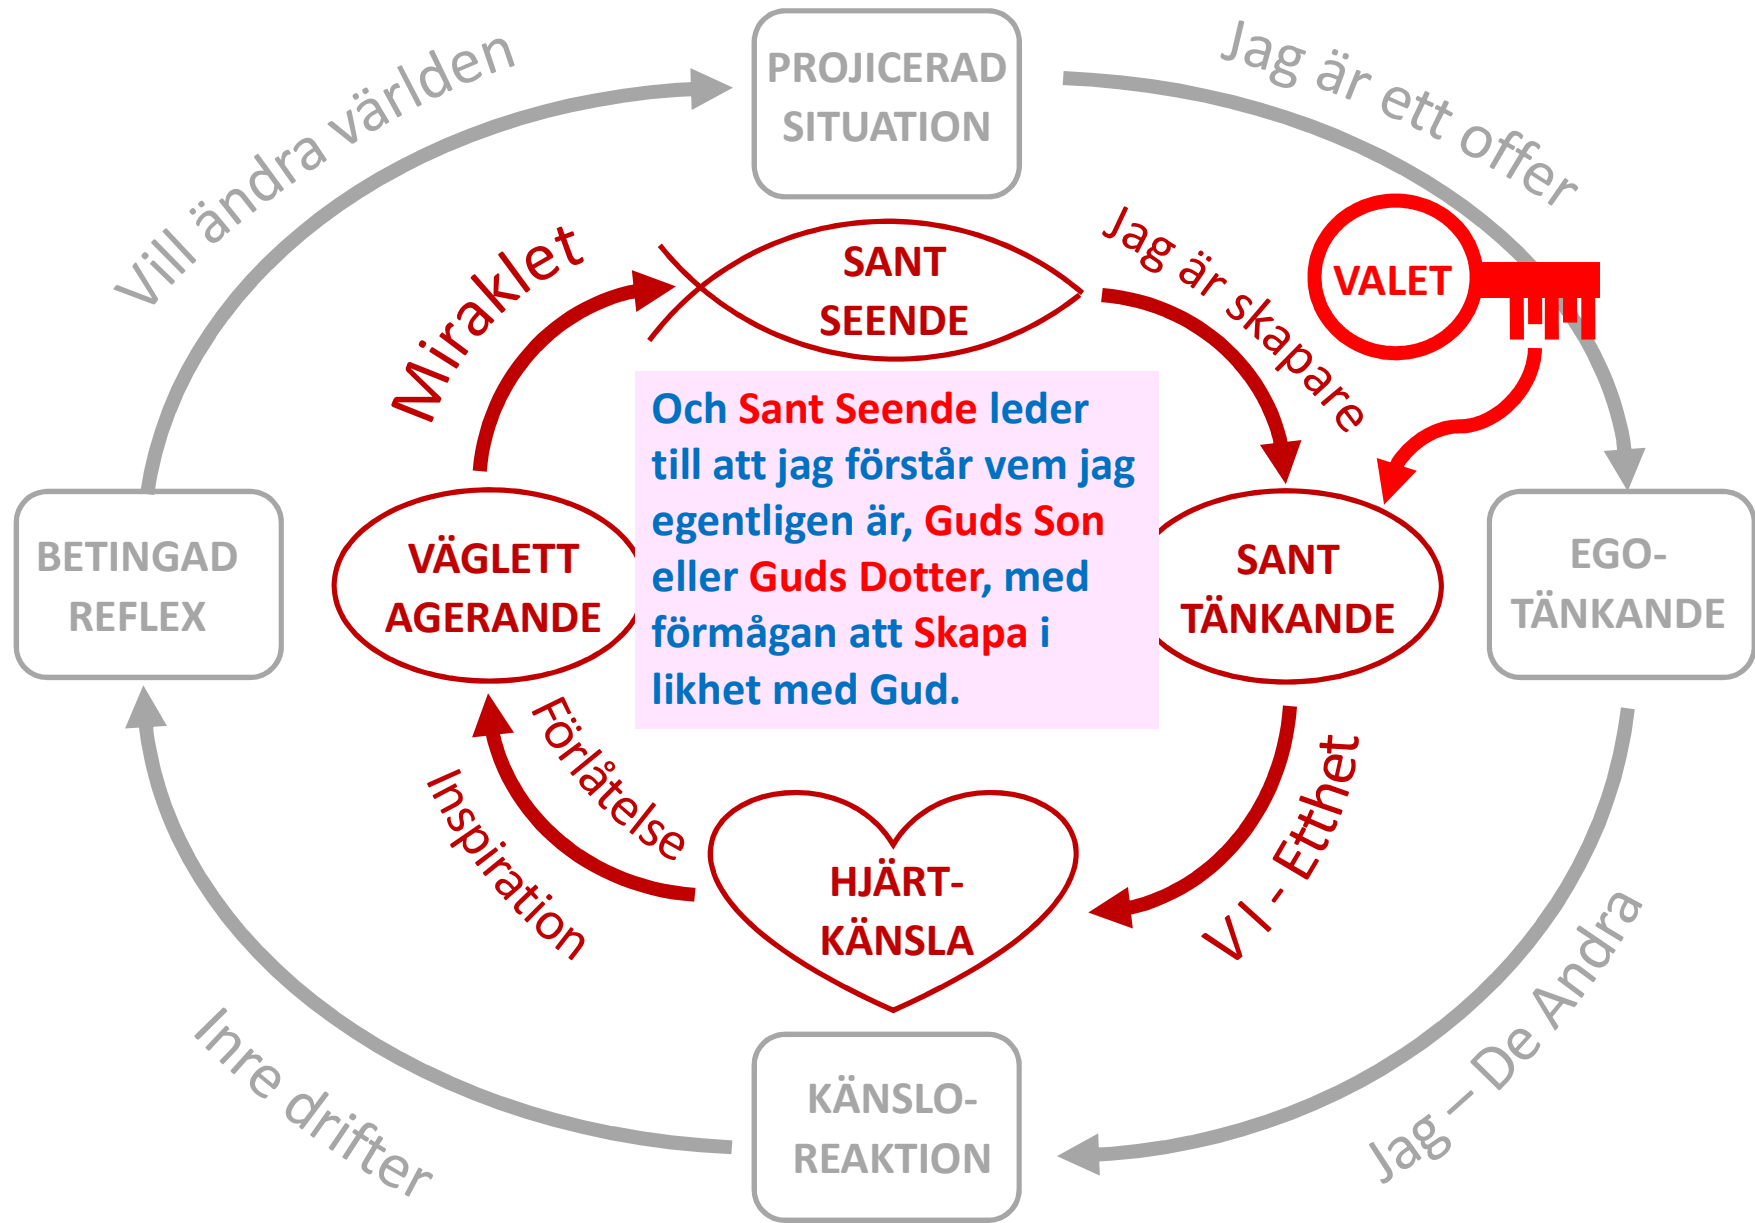 Vill ändra världen
PROJICERAD
SITUATION
Jag är ett offer
Miraklet
SANT
SEENDE
Jag är skapare
VALET
Och Sant Seende leder
till att jag förstår vem jag
egentligen är, Guds Son
eller Guds Dotter, med
förmågan att Skapa i
likhet med Gud.
BETINGAD
REFLEX
VÄGLETT
AGERANDE
SANT
TÄNKANDE
EGO-
TÄNKANDE
Förlåtelse
Inspiration
HJÄRT-
KÄNSLA
V I - Etthet
Inre drifter
KÄNSLO-
REAKTION
Jag – De Andra